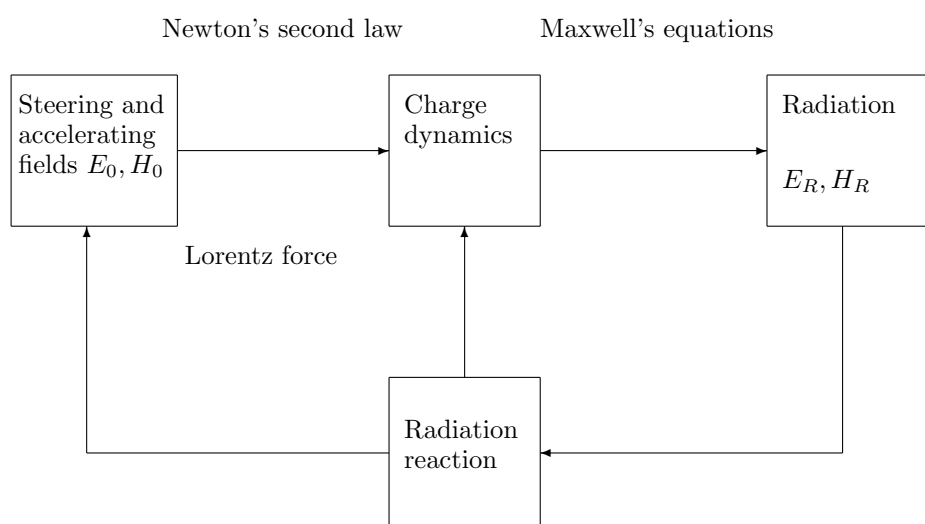 Newton's second law
Maxwell's equations
Steering and
accelerating
fields E_0, H_0
Charge
dynamics
Radiation
E_R, H_R
Lorentz force
Radiation
reaction